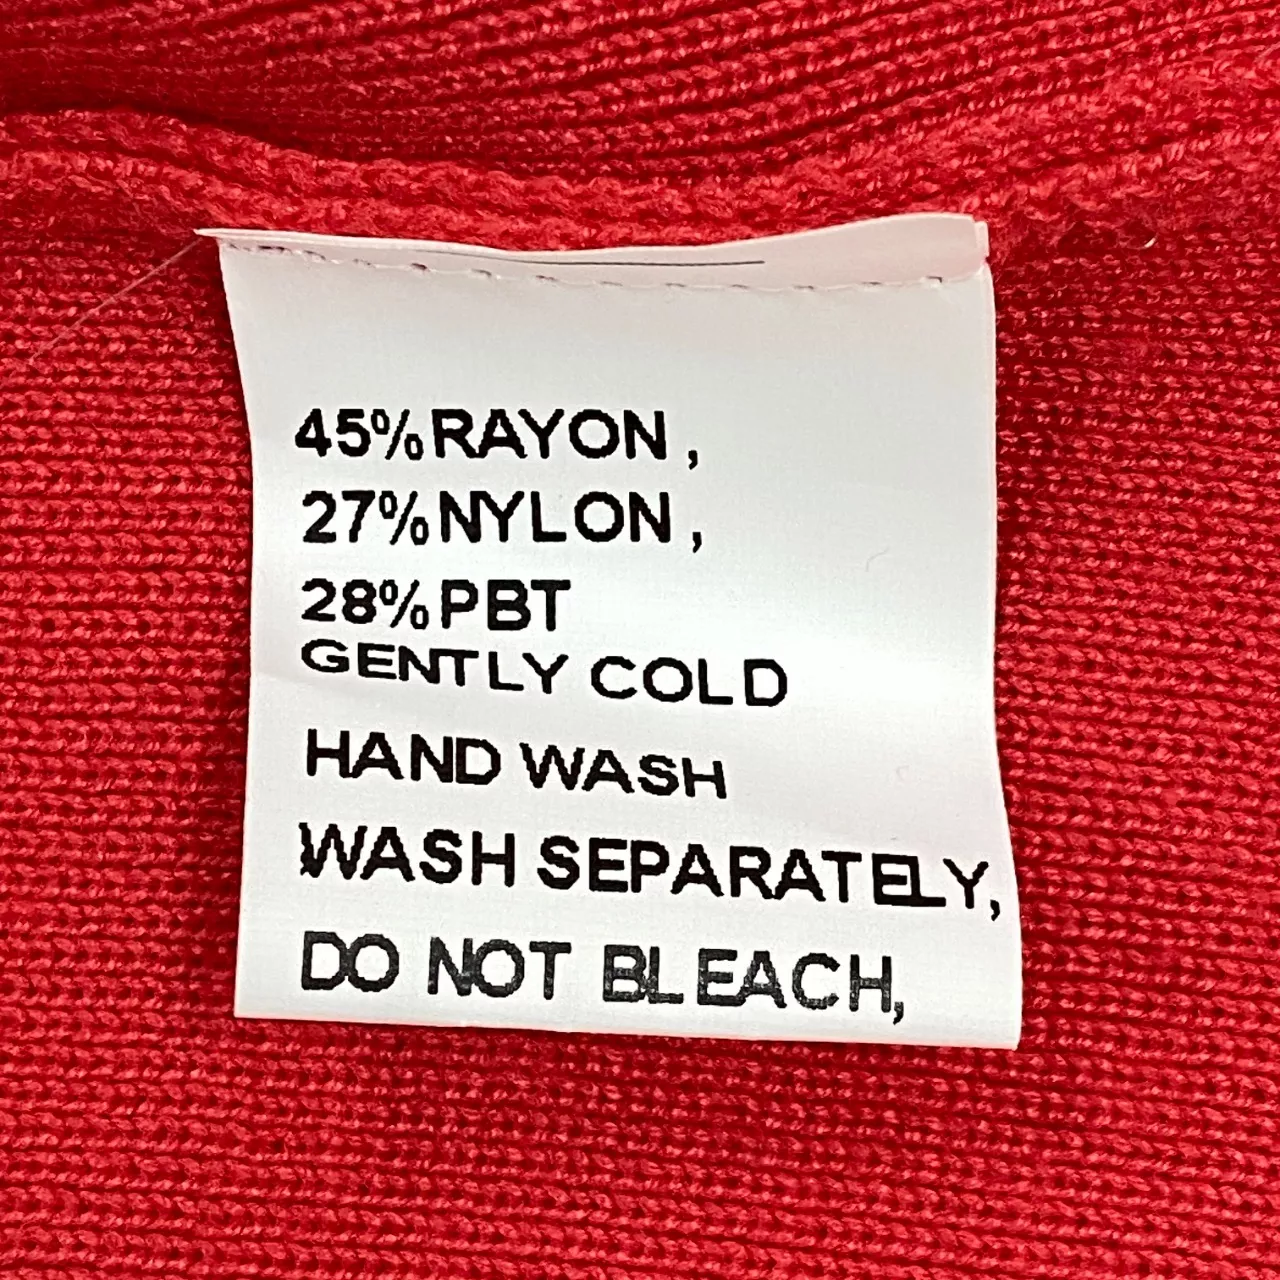 45%RAYON,
27%NYLON,
28%PBT
GENTLY COLD
HAND WASH
WASH SEPARATELY,
DO NOT BLEACH,